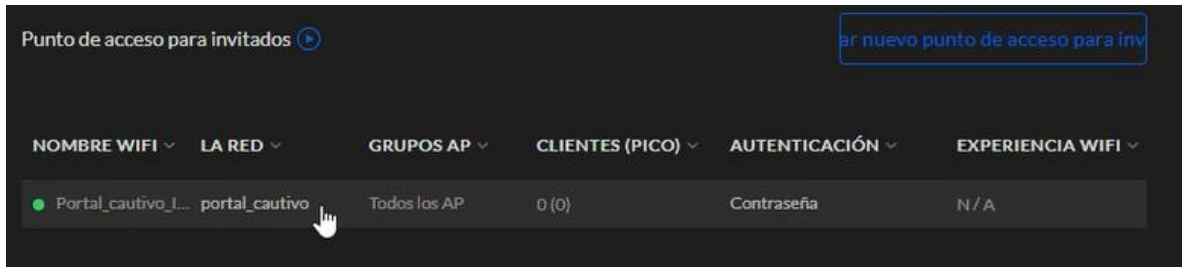 Punto de acceso para invitados
ar nuevo punto de acceso para inv
NOMBRE WIFI LA RED GRUPOS AP CLIENTES (PICO) AUTENTICACIÓN EXPERIENCIA WIFI
Portal_cautivo_I... portal_cautivo Todos los AP 0 (0) Contraseña N / A